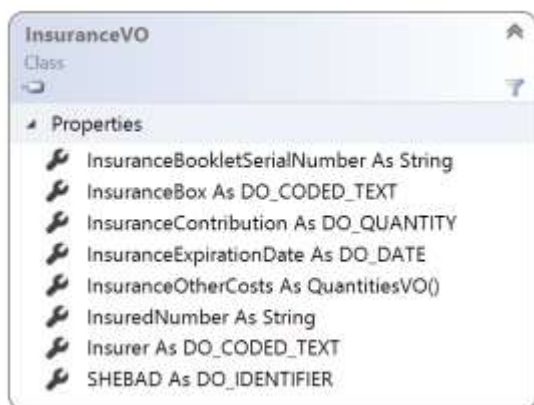 InsuranceVO
Class
Properties
InsuranceBookletSerialNumber As String
InsuranceBox As DO_CODED_TEXT
InsuranceContribution As DO_QUANTITY
InsuranceExpirationDate As DO_DATE
InsuranceOtherCosts As QuantitiesVO()
InsuredNumber As String
Insurer As DO_CODED_TEXT
SHEBAD As DO_IDENTIFIER